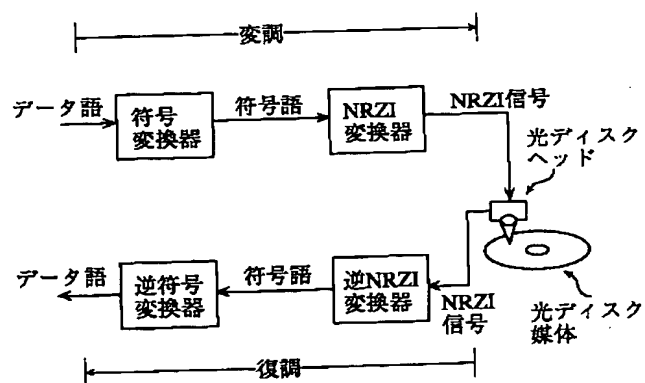 変調
データ語
符号
変換器
符号語
NRZI
変換器
NRZI信号
光ディスク
ヘッド
データ語
逆符号
変換器
符号語
逆NRZI
変換器
NRZI
信号
光ディスク
媒体
復調